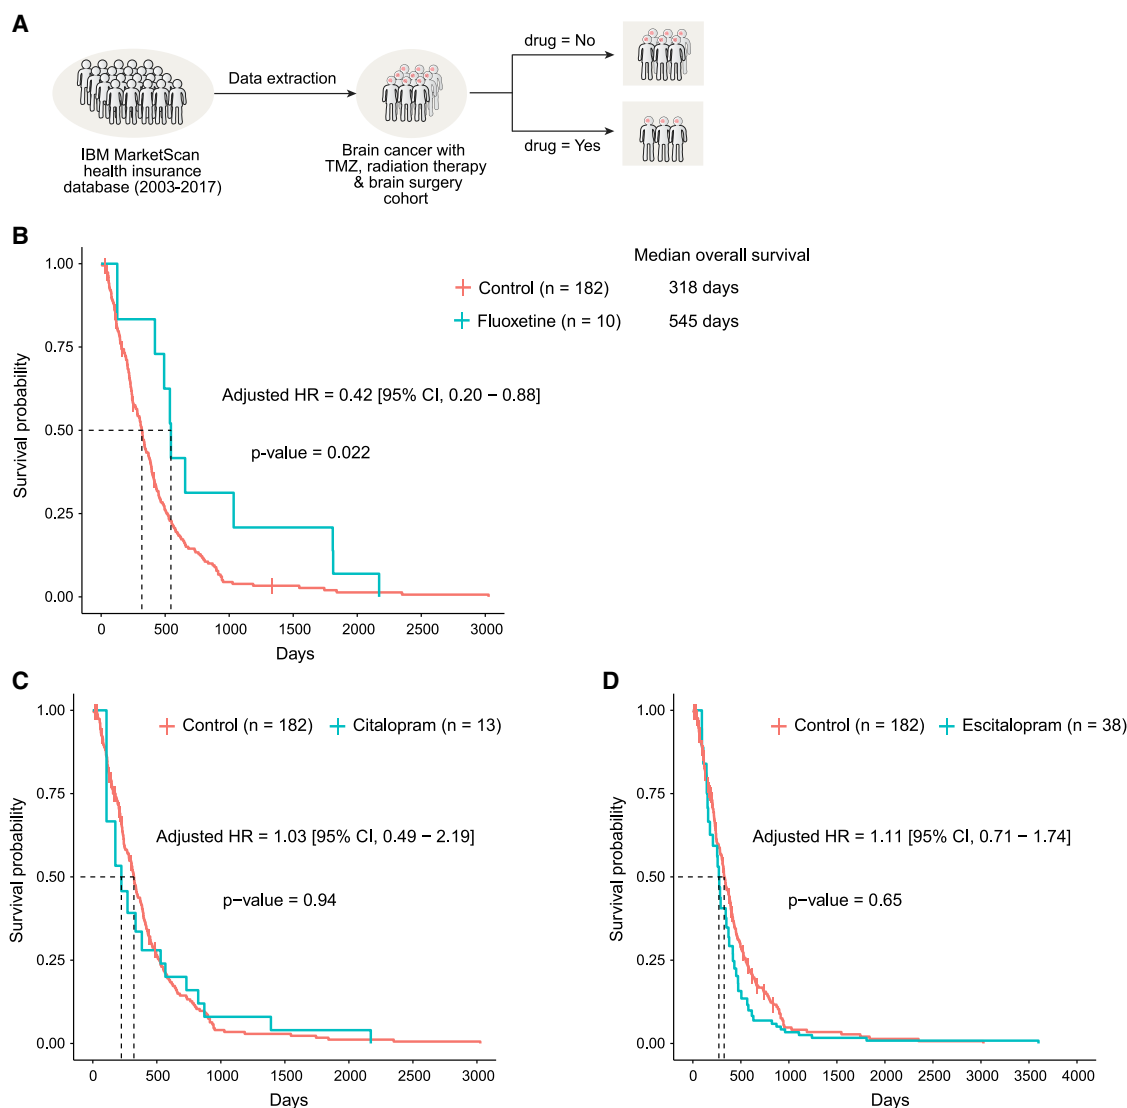 A
Data extraction
drug = No
drug = Yes
IBM MarketScan
health insurance
database (2003-2017)
Brain cancer with
TMZ, radiation therapy
& brain surgery
cohort
B
Median overall survival
Control (n = 182) 318 days
Fluoxetine (n = 10) 545 days
Adjusted HR = 0.42 [95% CI, 0.20 − 0.88]
p-value = 0.022
Survival probability
1.00
0.75
0.50
0.25
0.00
0 500 1000 1500 2000 2500 3000
Days
C
Control (n = 182) Citalopram (n = 13)
Adjusted HR = 1.03 [95% CI, 0.49 − 2.19]
p−value = 0.94
Survival probability
1.00
0.75
0.50
0.25
0.00
0 500 1000 1500 2000 2500 3000
Days
D
Control (n = 182) Escitalopram (n = 38)
Adjusted HR = 1.11 [95% CI, 0.71 − 1.74]
p−value = 0.65
Survival probability
1.00
0.75
0.50
0.25
0.00
0 500 1000 1500 2000 2500 3000 3500 4000
Days